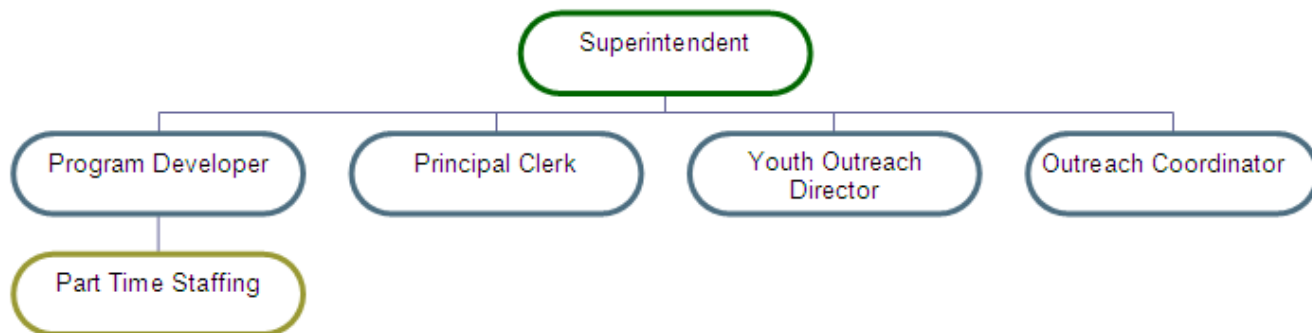 Superintendent
Program Developer
Principal Clerk
Youth Outreach
Director
Outreach Coordinator
Part Time Staffing